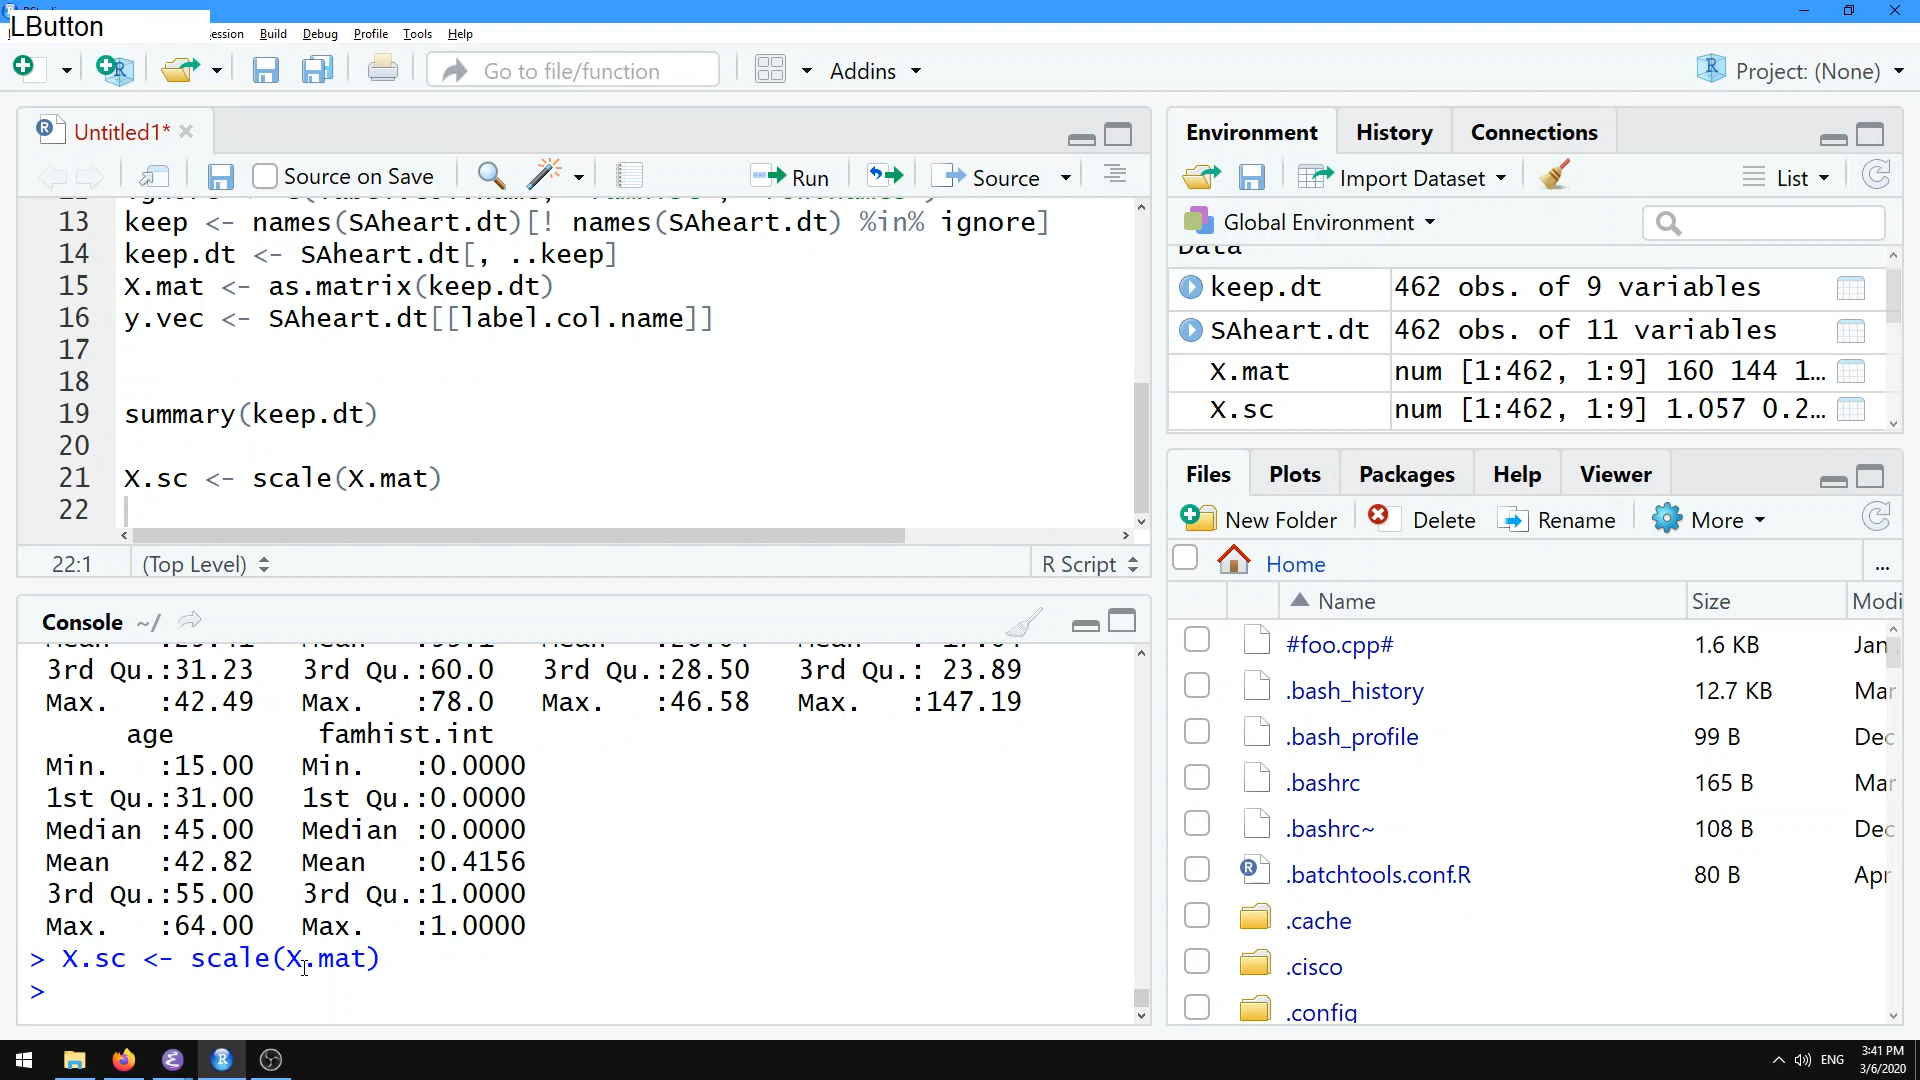 LButton
ession Build Debug Profile Tools Help
Go to file/function
Addins
Project: (None)
Untitled1*
Source on Save
Run
Source
13 keep <- names(SAheart.dt)[! names(SAheart.dt) %in% ignore]
14 keep.dt <- SAheart.dt[, ..keep]
15 X.mat <- as.matrix(keep.dt)
16 y.vec <- SAheart.dt[[label.col.name]]
17
18
19 summary(keep.dt)
20
21 X.sc <- scale(X.mat)
22
22:1 (Top Level) R Script
Console ~/
3rd Qu.:31.23 3rd Qu.:60.0 3rd Qu.:28.50 3rd Qu.: 23.89
Max. :42.49 Max. :78.0 Max. :46.58 Max. :147.19
age famhist.int
Min. :15.00 Min. :0.0000
1st Qu.:31.00 1st Qu.:0.0000
Median :45.00 Median :0.0000
Mean :42.82 Mean :0.4156
3rd Qu.:55.00 3rd Qu.:1.0000
Max. :64.00 Max. :1.0000
> X.sc <- scale(X.mat)
>
Environment History Connections
Import Dataset List
Global Environment
Data
keep.dt 462 obs. of 9 variables
SAheart.dt 462 obs. of 11 variables
X.mat num [1:462, 1:9] 160 144 1...
X.sc num [1:462, 1:9] 1.057 0.2...
Files Plots Packages Help Viewer
New Folder Delete Rename More
Home ...
Name Size Modi
#foo.cpp# 1.6 KB Jan
.bash_history 12.7 KB Mar
.bash_profile 99 B Dec
.bashrc 165 B Mar
.bashrc~ 108 B Dec
.batchtools.conf.R 80 B Apr
.cache
.cisco
.config
ENG 3:41 PM
3/6/2020